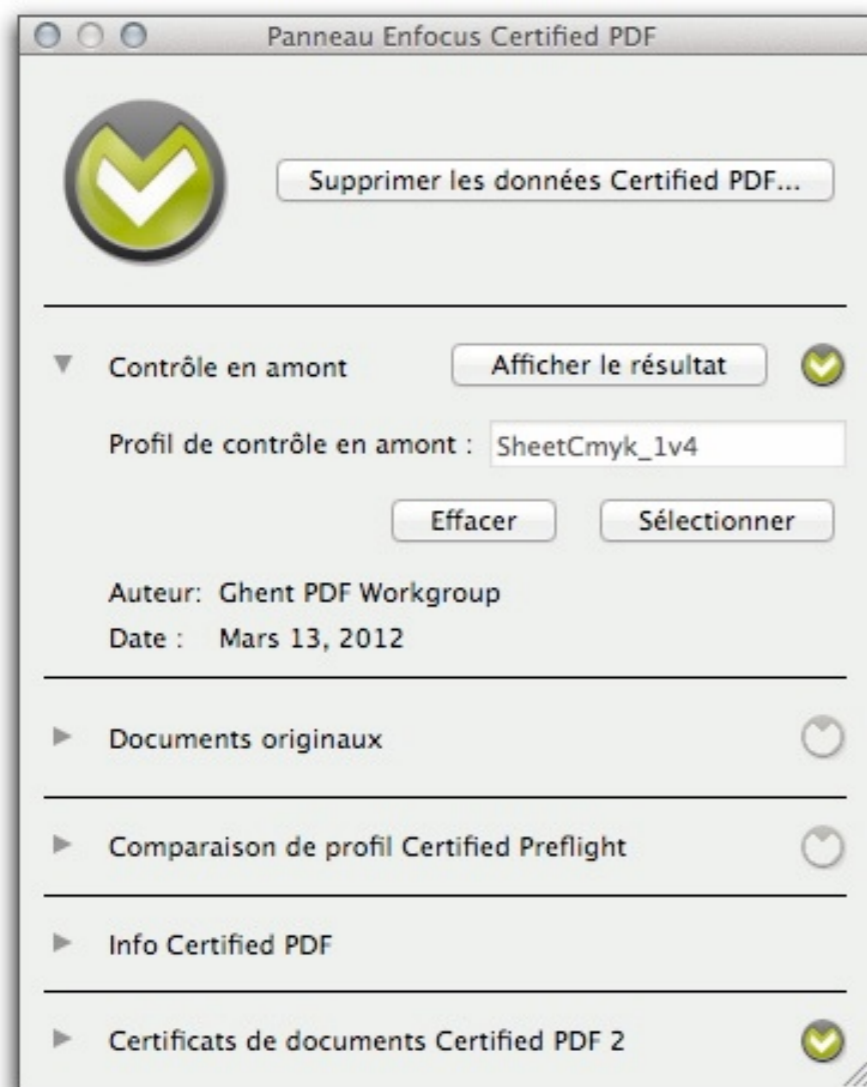 Panneau Enfocus Certified PDF
Supprimer les données Certified PDF...
Contrôle en amont
Afficher le résultat
Profil de contrôle en amont :
SheetCmyk_1v4
Effacer
Sélectionner
Auteur: Ghent PDF Workgroup
Date : Mars 13, 2012
Documents originaux
Comparaison de profil Certified Preflight
Info Certified PDF
Certificats de documents Certified PDF 2